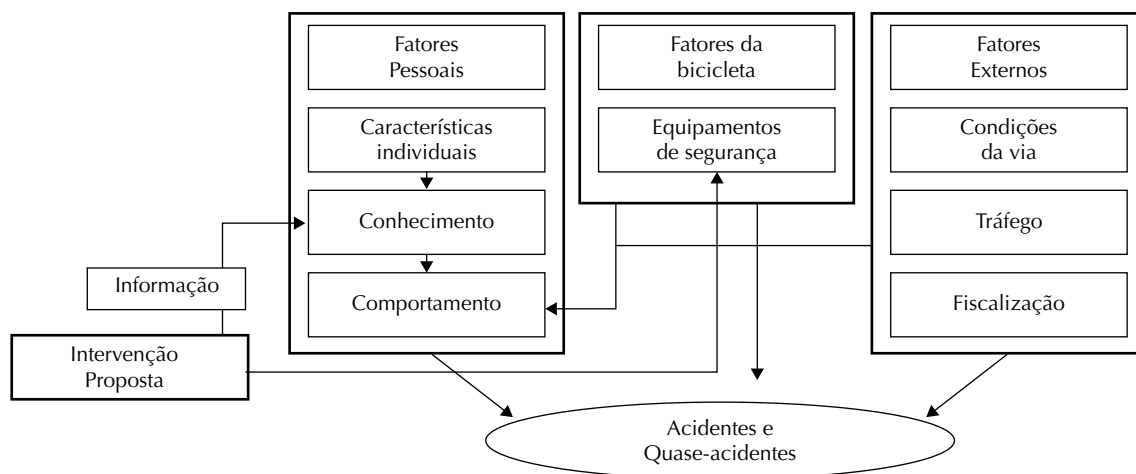 Fatores
Pessoais
Características
individuais
Conhecimento
Comportamento
Fatores da
bicicleta
Equipamentos
de segurança
Fatores
Externos
Condições
da via
Tráfego
Fiscalização
Informação
Intervenção
Proposta
Acidentes e
Quase-acidentes